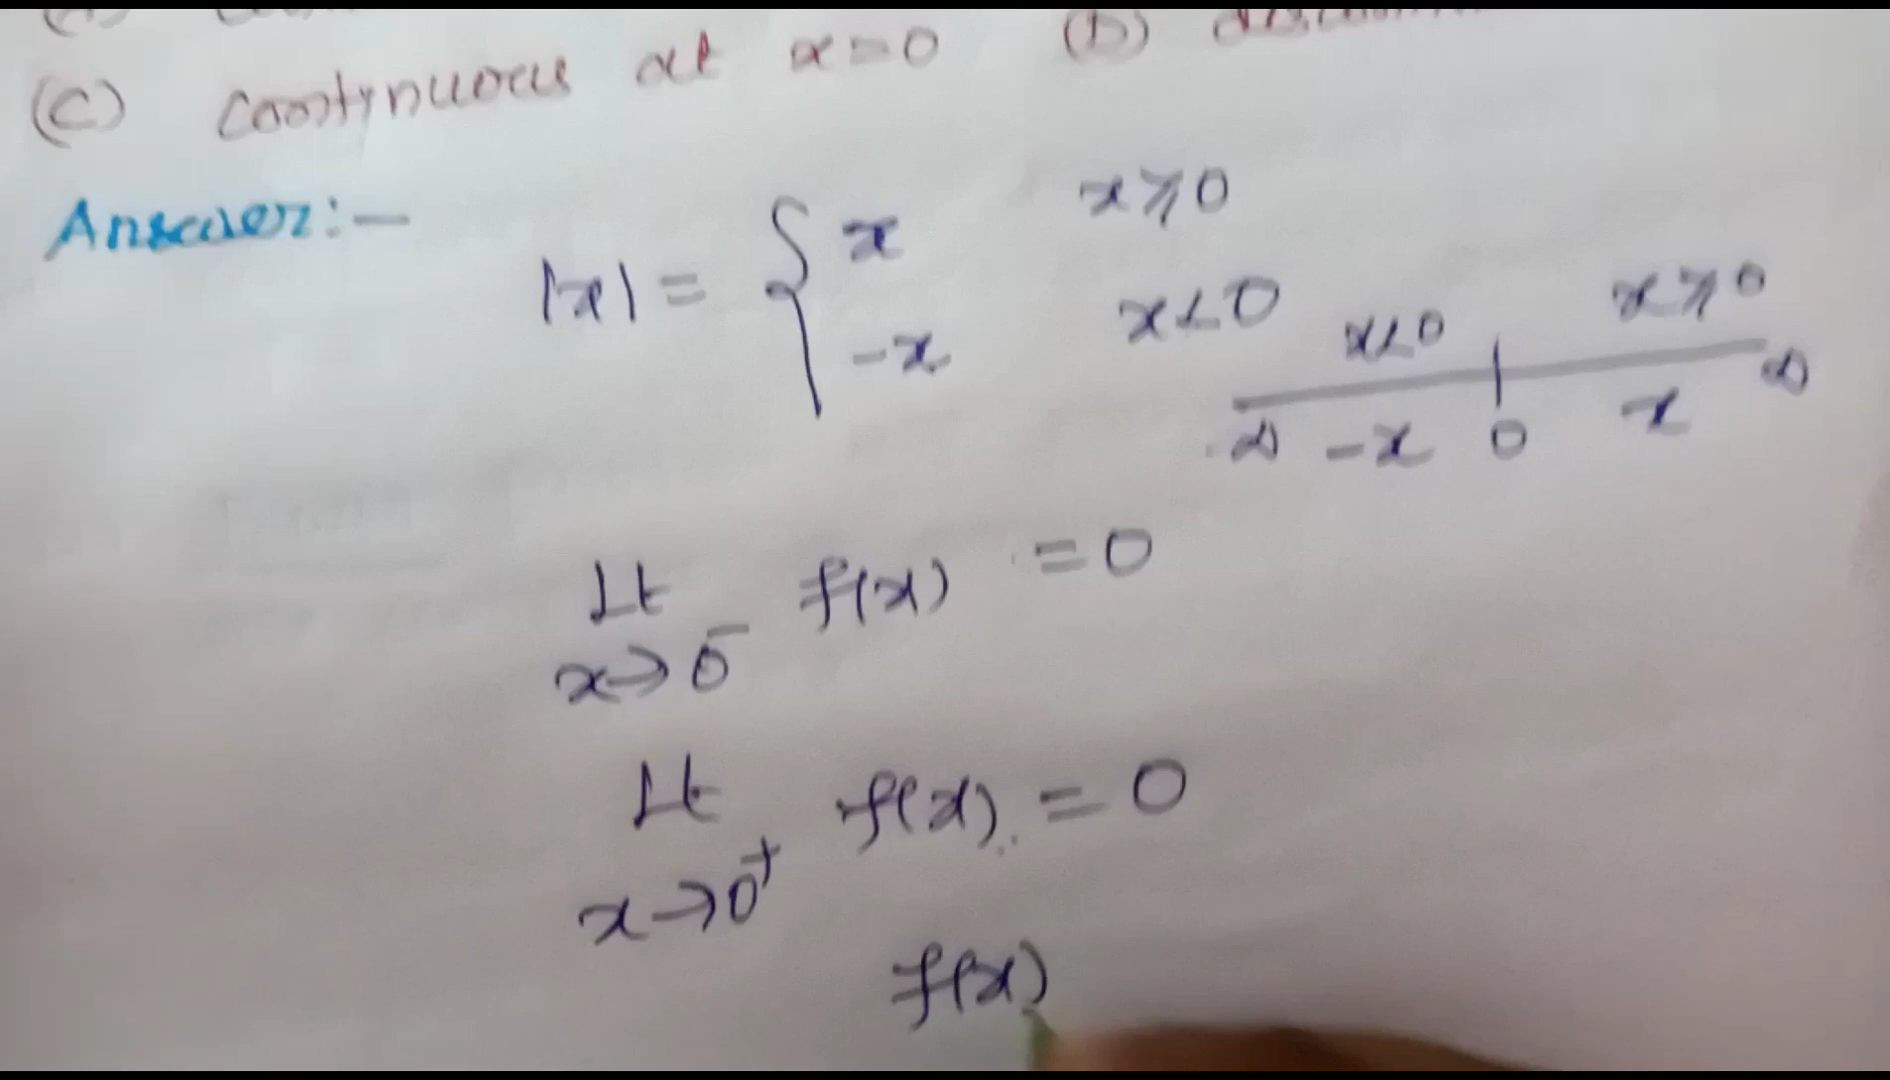 (C) continuous at x=0 (D)
Answer:-
|x| = { x x≥0
-x x<0
x<0 x≥0
∞ -x 0 x ∞
Lt f(x) = 0
x→0⁻
Lt f(x) = 0
x→0⁺
f(x)